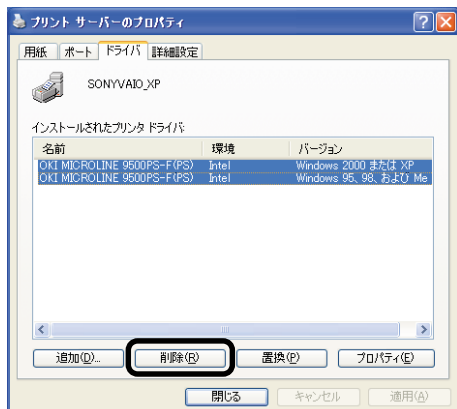 プリント サーバーのプロパティ
用紙 ポート ドライバ 詳細設定
SONYVAIO_XP
インストールされたプリンタ ドライバ:
名前 環境 バージョン
OKI MICROLINE 9500PS-F(PS) Intel Windows 2000 または XP
OKI MICROLINE 9500PS-F(PS) Intel Windows 95、98、および Me
追加(D)... 削除(R) 置換(P) プロパティ(E)
閉じる キャンセル 適用(A)